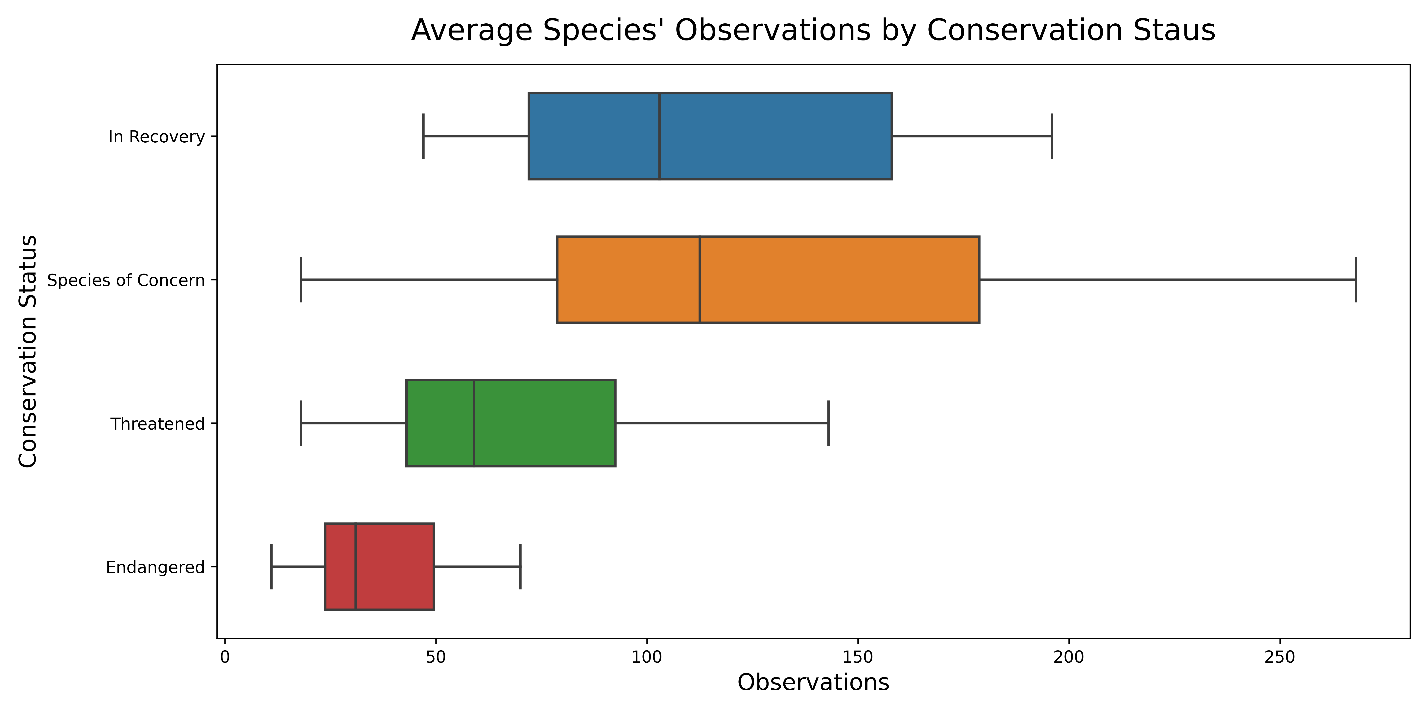 Average Species' Observations by Conservation Staus
Conservation Status
In Recovery
Species of Concern
Threatened
Endangered
0 50 100 150 200 250
Observations